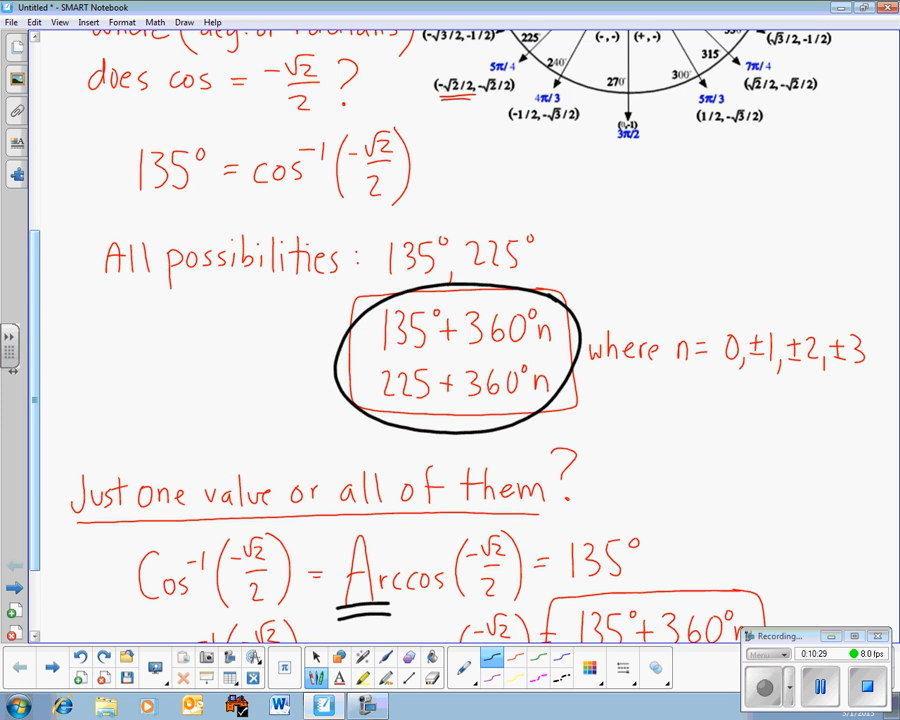 Untitled * - SMART Notebook
File Edit View Insert Format Math Draw Help
does cos = -√2/2 ?
135° = cos⁻¹(-√2/2)
All possibilities : 135°, 225°
135° + 360°n
225 + 360°n
where n = 0, ±1, ±2, ±3
Just one value or all of them?
Cos⁻¹(-√2/2) = Arccos(-√2/2) = 135°
135° + 360°n
(-√3/2, -1/2)
225
(-, -) (+, -)
(√3/2, -1/2)
315
5π/4
240°
270°
300°
7π/4
(-√2/2, -√2/2)
(√2/2, -√2/2)
4π/3
5π/3
(-1/2, -√3/2)
(1/2, -√3/2)
3π/2
Recording...
Menu
0:10:29
8.0 fps